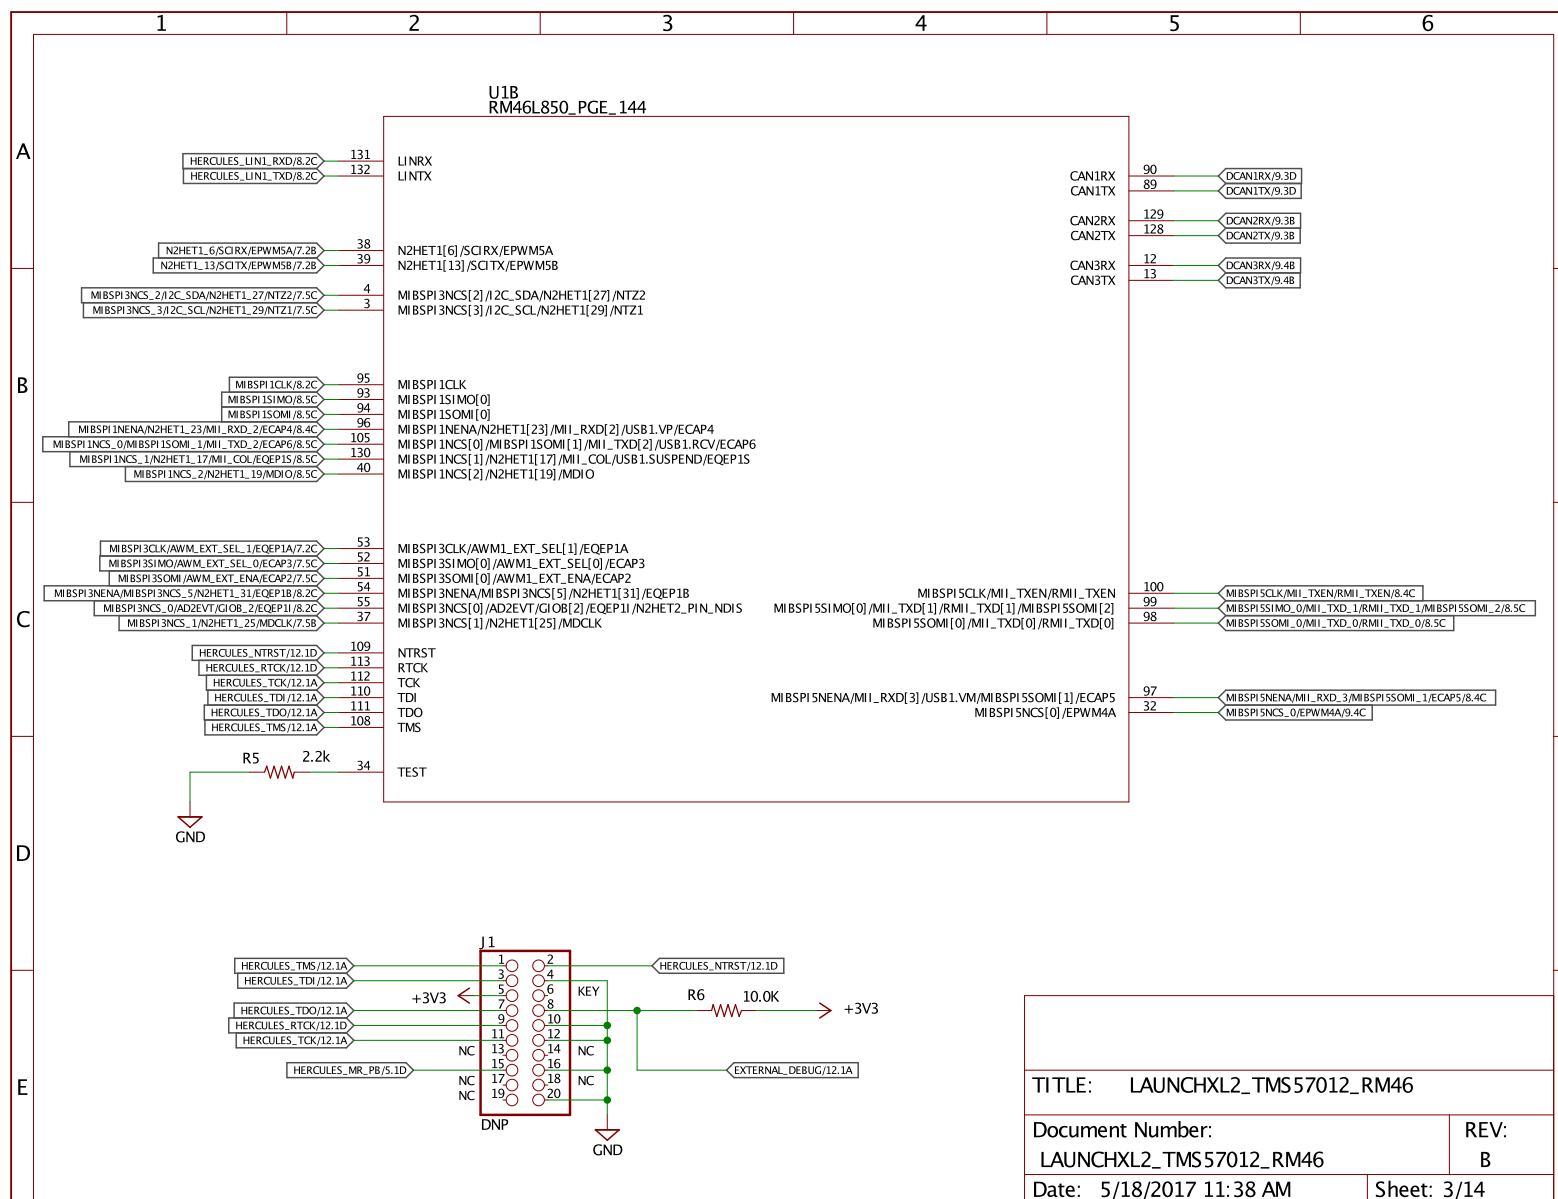 1 2 3 4 5 6
A
B
C
D
E
U1B
RM46L850_PGE_144
HERCULES_LIN1_RXD/8.2C 131 LINRX
HERCULES_LIN1_TXD/8.2C 132 LINTX
N2HET1_6/SCIRX/EPWM5A/7.2B 38 N2HET1[6]/SCIRX/EPWM5A
N2HET1_13/SCITX/EPWM5B/7.2B 39 N2HET1[13]/SCITX/EPWM5B
MIBSPI3NCS_2/I2C_SDA/N2HET1_27/NTZ2/7.5C 4 MIBSPI3NCS[2]/I2C_SDA/N2HET1[27]/NTZ2
MIBSPI3NCS_3/I2C_SCL/N2HET1_29/NTZ1/7.5C 3 MIBSPI3NCS[3]/I2C_SCL/N2HET1[29]/NTZ1
MIBSPI1CLK/8.2C 95 MIBSPI1CLK
MIBSPI1SIMO/8.5C 93 MIBSPI1SIMO[0]
MIBSPI1SOMI/8.5C 94 MIBSPI1SOMI[0]
MIBSPI1NENA/N2HET1_23/MII_RXD_2/ECAP4/8.4C 96 MIBSPI1NENA/N2HET1[23]/MII_RXD[2]/USB1.VP/ECAP4
MIBSPI1NCS_0/MIBSPI1SOMI_1/MII_TXD_2/ECAP6/8.5C 105 MIBSPI1NCS[0]/MIBSPI1SOMI[1]/MII_TXD[2]/USB1.RCV/ECAP6
MIBSPI1NCS_1/N2HET1_17/MII_COL/EQEP1S/8.5C 130 MIBSPI1NCS[1]/N2HET1[17]/MII_COL/USB1.SUSPEND/EQEP1S
MIBSPI1NCS_2/N2HET1_19/MDIO/8.5C 40 MIBSPI1NCS[2]/N2HET1[19]/MDIO
MIBSPI3CLK/AWM_EXT_SEL_1/EQEP1A/7.2C 53 MIBSPI3CLK/AWM1_EXT_SEL[1]/EQEP1A
MIBSPI3SIMO/AWM_EXT_SEL_0/ECAP3/7.5C 52 MIBSPI3SIMO[0]/AWM1_EXT_SEL[0]/ECAP3
MIBSPI3SOMI/AWM_EXT_ENA/ECAP2/7.5C 51 MIBSPI3SOMI[0]/AWM1_EXT_ENA/ECAP2
MIBSPI3NENA/MIBSPI3NCS_5/N2HET1_31/EQEP1B/8.2C 54 MIBSPI3NENA/MIBSPI3NCS[5]/N2HET1[31]/EQEP1B
MIBSPI3NCS_0/AD2EVT/GIOB_2/EQEP1I/8.2C 55 MIBSPI3NCS[0]/AD2EVT/GIOB[2]/EQEP1I/N2HET2_PIN_NDIS
MIBSPI3NCS_1/N2HET1_25/MDCLK/7.5B 37 MIBSPI3NCS[1]/N2HET1[25]/MDCLK
HERCULES_NTRST/12.1D 109 NTRST
HERCULES_RTCK/12.1D 113 RTCK
HERCULES_TCK/12.1A 112 TCK
HERCULES_TDI/12.1A 110 TDI
HERCULES_TDO/12.1A 111 TDO
HERCULES_TMS/12.1A 108 TMS
R5 2.2k 34 TEST
GND
CAN1RX 90 DCAN1RX/9.3D
CAN1TX 89 DCAN1TX/9.3D
CAN2RX 129 DCAN2RX/9.3B
CAN2TX 128 DCAN2TX/9.3B
CAN3RX 12 DCAN3RX/9.4B
CAN3TX 13 DCAN3TX/9.4B
MIBSPI5CLK/MII_TXEN/RMII_TXEN 100 MIBSPI5CLK/MII_TXEN/RMII_TXEN/8.4C
MIBSPI5SIMO[0]/MII_TXD[1]/RMII_TXD[1]/MIBSPI5SOMI[2] 99 MIBSPI5SIMO_0/MII_TXD_1/RMII_TXD_1/MIBSPI5SOMI_2/8.5C
MIBSPI5SOMI[0]/MII_TXD[0]/RMII_TXD[0] 98 MIBSPI5SOMI_0/MII_TXD_0/RMII_TXD_0/8.5C
MIBSPI5NENA/MII_RXD[3]/USB1.VM/MIBSPI5SOMI[1]/ECAP5 97 MIBSPI5NENA/MII_RXD_3/MIBSPI5SOMI_1/ECAP5/8.4C
MIBSPI5NCS[0]/EPWM4A 32 MIBSPI5NCS_0/EPWM4A/9.4C
J1
HERCULES_TMS/12.1A 1 2 HERCULES_NTRST/12.1D
HERCULES_TDI/12.1A 3 4
+3V3 5 6 KEY
HERCULES_TDO/12.1A 7 8 R6 10.0K +3V3
HERCULES_RTCK/12.1D 9 10
HERCULES_TCK/12.1A 11 12
NC 13 14 NC
HERCULES_MR_PB/5.1D 15 16 EXTERNAL_DEBUG/12.1A
NC 17 18 NC
NC 19 20
DNP
GND
TITLE: LAUNCHXL2_TMS57012_RM46
Document Number: REV:
LAUNCHXL2_TMS57012_RM46 B
Date: 5/18/2017 11:38 AM Sheet: 3/14